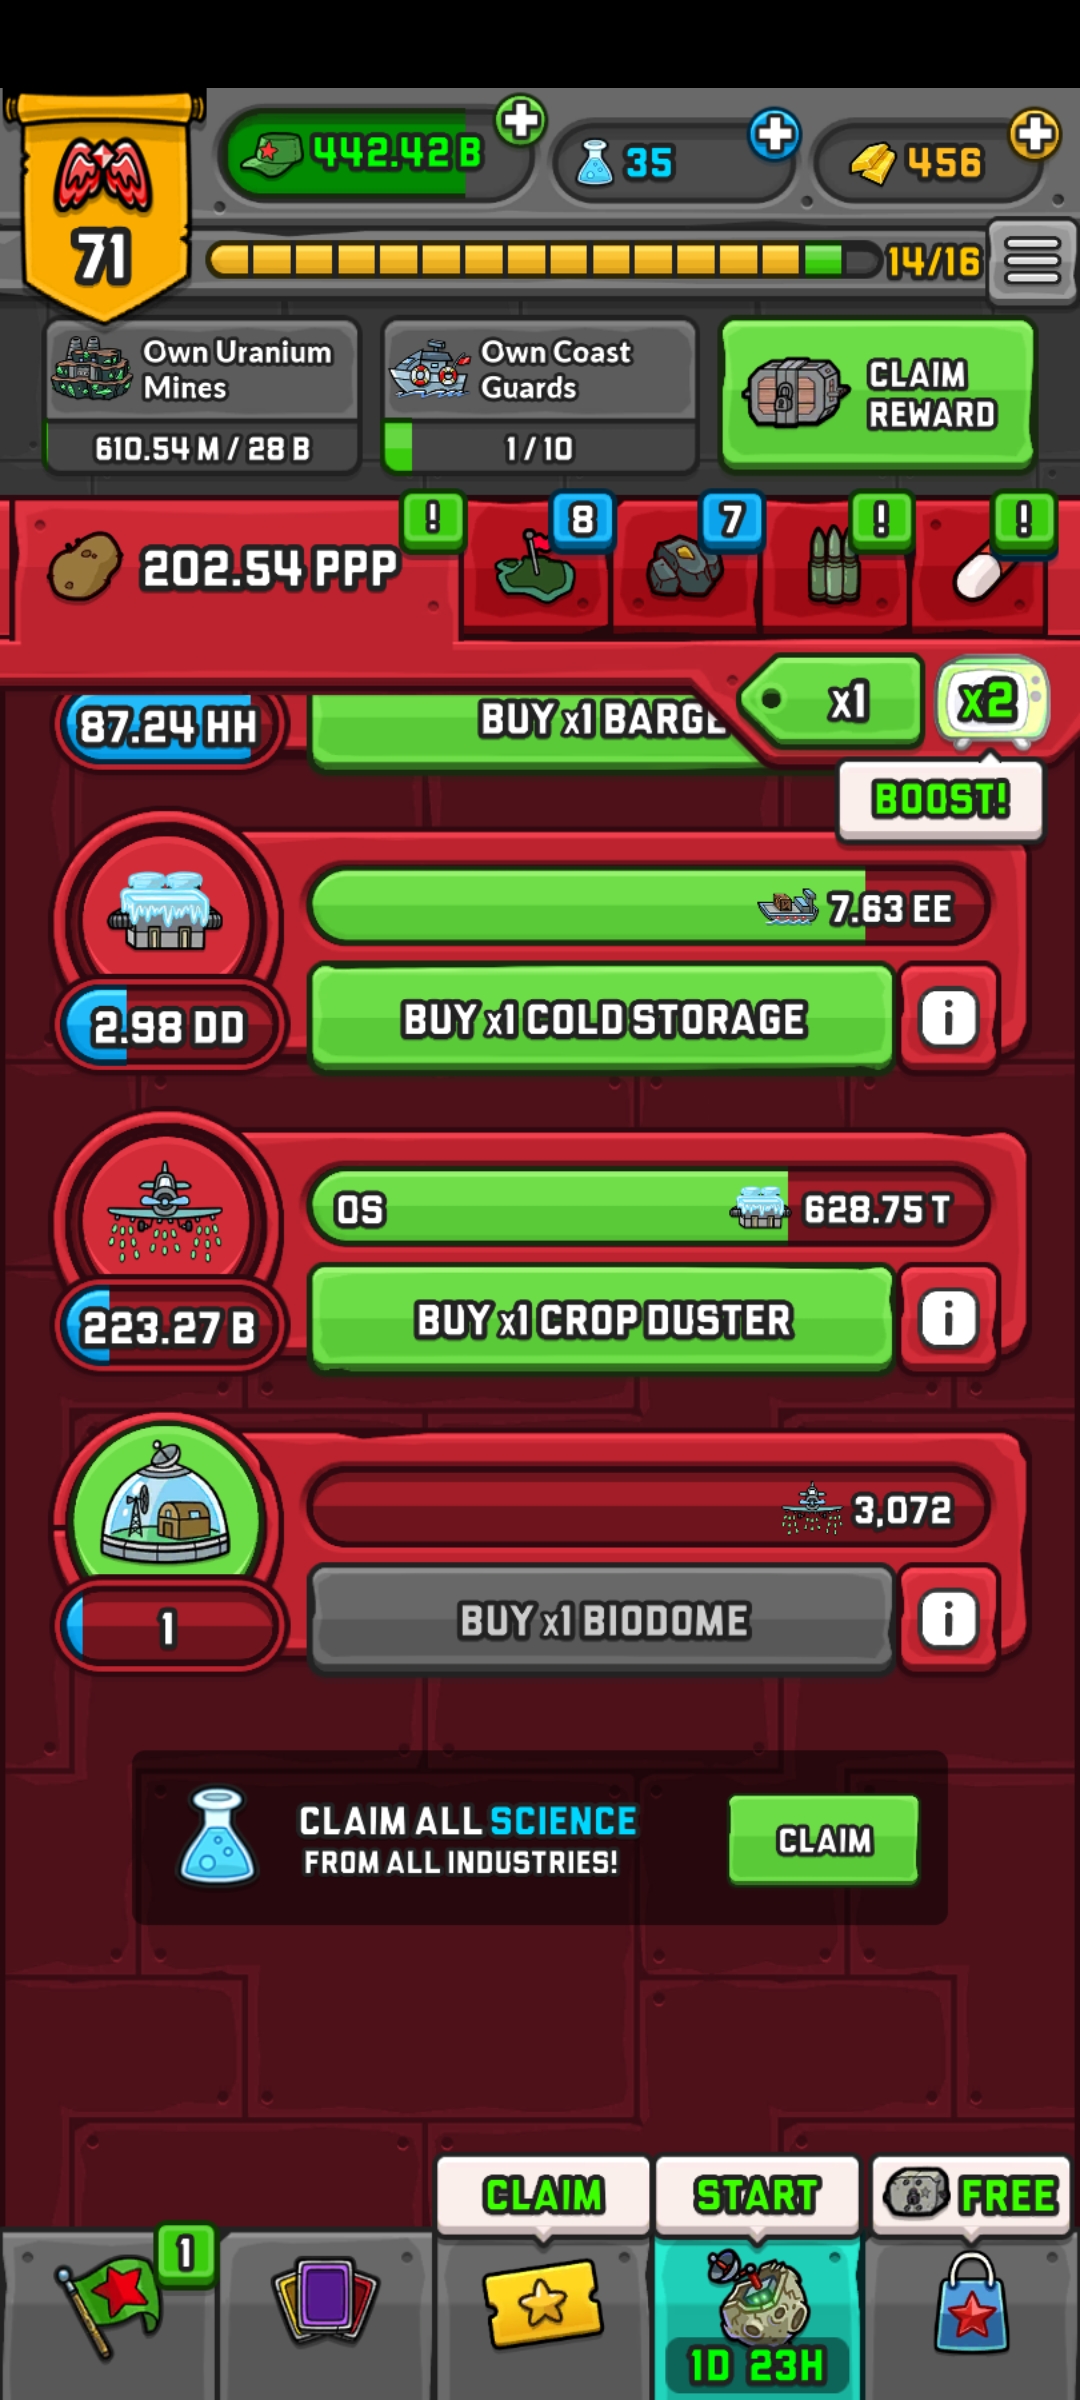 442.42 B
35
456
71
14/16
Own Uranium
Mines
610.54 M / 28 B
Own Coast
Guards
1 / 10
CLAIM
REWARD
!
8
7
!
!
202.54 PPP
x1
x2
BOOST!
87.24 HH
BUY x1 BARGE
7.63 EE
2.98 DD
BUY x1 COLD STORAGE
i
0S
628.75 T
223.27 B
BUY x1 CROP DUSTER
i
3,072
1
BUY x1 BIODOME
i
CLAIM ALL SCIENCE
FROM ALL INDUSTRIES!
CLAIM
CLAIM
START
FREE
1
1D 23H